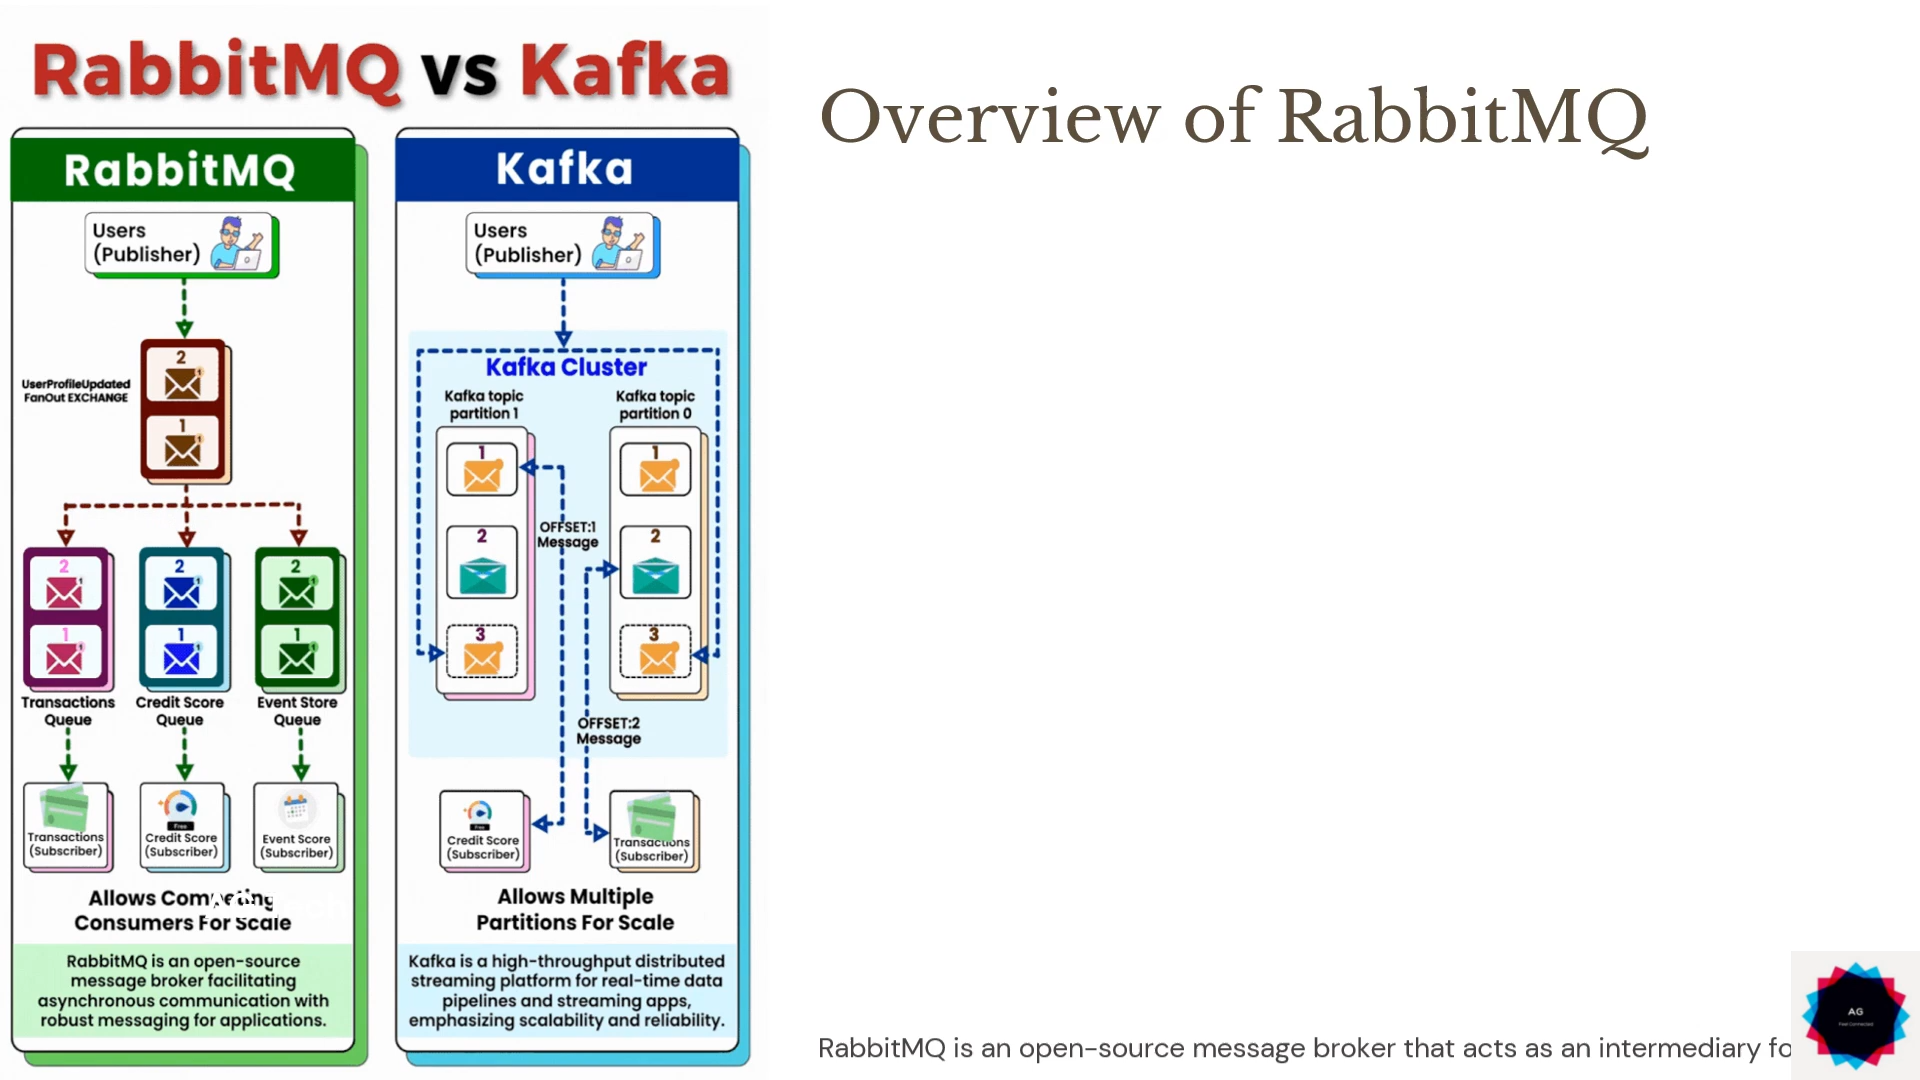 RabbitMQ vs Kafka
RabbitMQ
Users
(Publisher)
2
UserProfileUpdated
FanOut EXCHANGE
1
2
2
2
1
1
1
Transactions
Queue
Credit Score
Queue
Event Store
Queue
Transactions
(Subscriber)
Free
Credit Score
(Subscriber)
Event Score
(Subscriber)
Allows Competing
Consumers For Scale
RabbitMQ is an open-source
message broker facilitating
asynchronous communication with
robust messaging for applications.
Kafka
Users
(Publisher)
Kafka Cluster
Kafka topic
partition 1
Kafka topic
partition 0
1
1
OFFSET:1
Message
2
2
3
3
OFFSET:2
Message
Credit Score
(Subscriber)
Transactions
(Subscriber)
Allows Multiple
Partitions For Scale
Kafka is a high-throughput distributed
streaming platform for real-time data
pipelines and streaming apps,
emphasizing scalability and reliability.
Overview of RabbitMQ
RabbitMQ is an open-source message broker that acts as an intermediary fo
AG